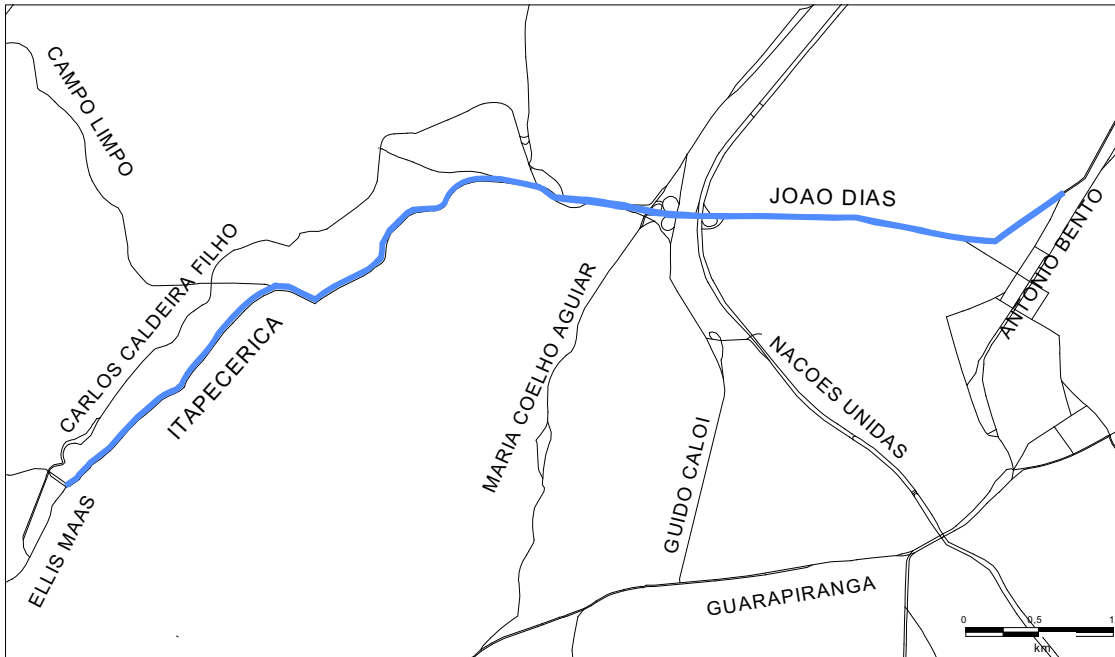 CAMPO LIMPO
JOAO DIAS
ANTONIO BENTO
CARLOS CALDEIRA FILHO
ITAPECERICA
MARIA COELHO AGUIAR
NACOES UNIDAS
GUIDO CALOI
ELLIS MAAS
GUARAPIRANGA
0 0,5 1
km